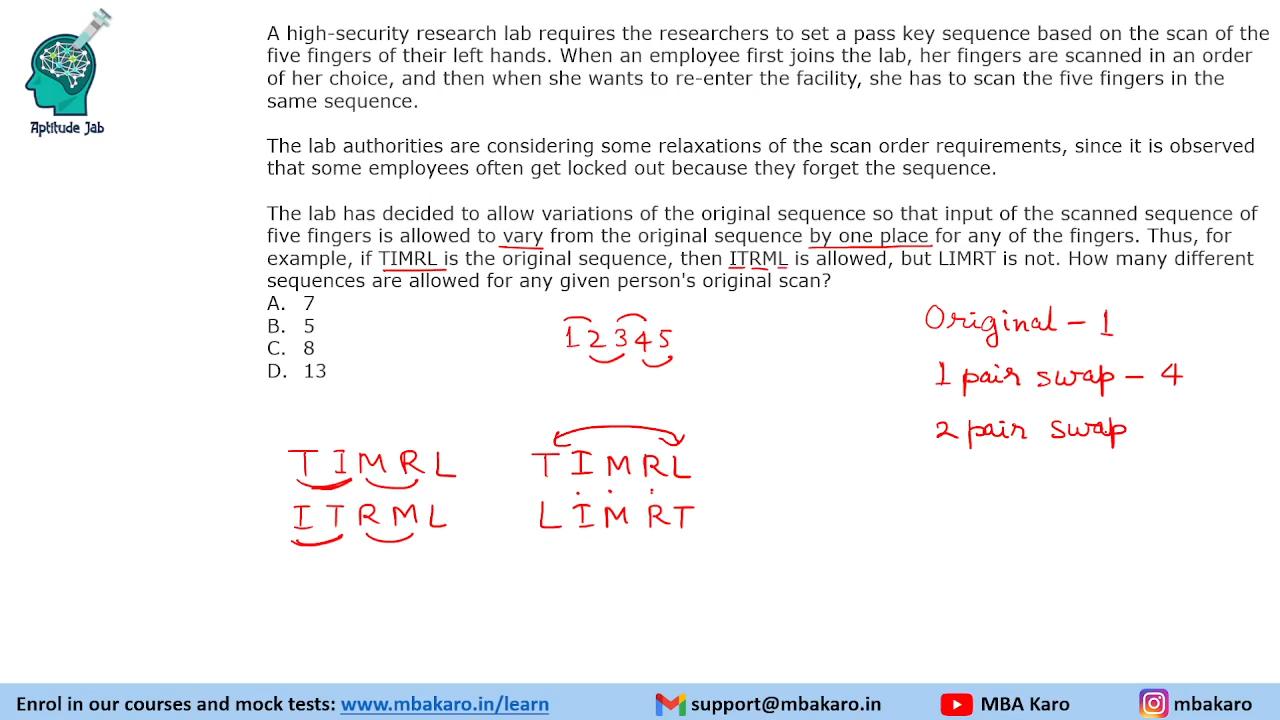 Aptitude Jab
A high-security research lab requires the researchers to set a pass key sequence based on the scan of the
five fingers of their left hands. When an employee first joins the lab, her fingers are scanned in an order
of her choice, and then when she wants to re-enter the facility, she has to scan the five fingers in the
same sequence.
The lab authorities are considering some relaxations of the scan order requirements, since it is observed
that some employees often get locked out because they forget the sequence.
The lab has decided to allow variations of the original sequence so that input of the scanned sequence of
five fingers is allowed to vary from the original sequence by one place for any of the fingers. Thus, for
example, if TIMRL is the original sequence, then ITRML is allowed, but LIMRT is not. How many different
sequences are allowed for any given person's original scan?
A. 7
B. 5
C. 8
D. 13
1 2 3 4 5
Original - 1
1 pair swap - 4
2 pair swap
T I M R L
I T R M L
T I M R L
L I M R T
Enrol in our courses and mock tests: www.mbakaro.in/learn
support@mbakaro.in
MBA Karo
mbakaro